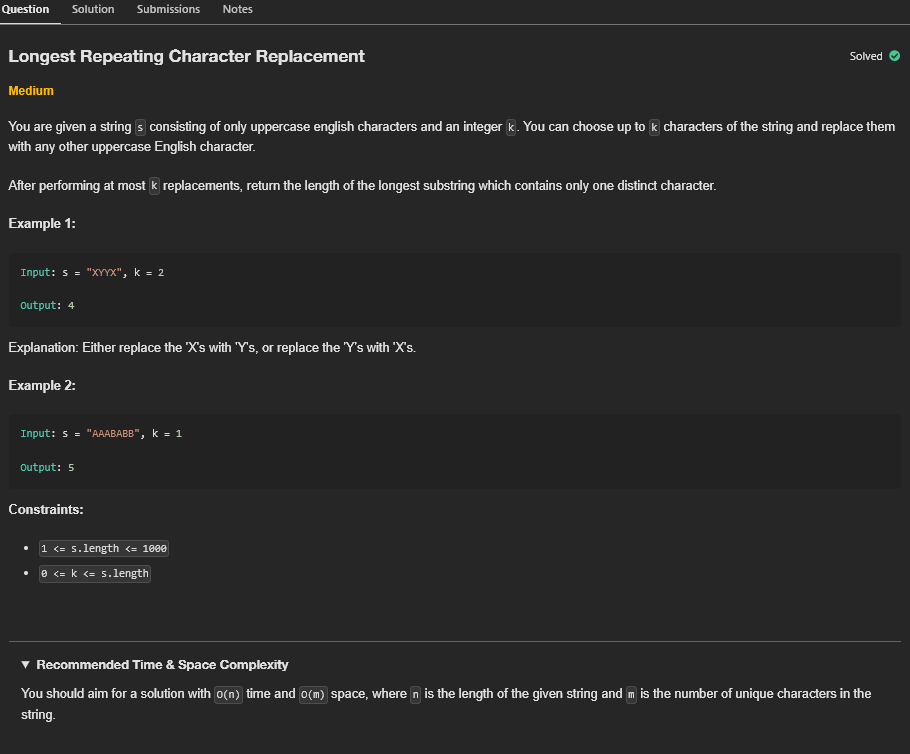 Question Solution Submissions Notes
Longest Repeating Character Replacement
Solved
Medium
You are given a string s consisting of only uppercase english characters and an integer k. You can choose up to k characters of the string and replace them
with any other uppercase English character.
After performing at most k replacements, return the length of the longest substring which contains only one distinct character.
Example 1:
Input: s = "XYYX", k = 2
Output: 4
Explanation: Either replace the 'X's with 'Y's, or replace the 'Y's with 'X's.
Example 2:
Input: s = "AAABABB", k = 1
Output: 5
Constraints:
• 1 <= s.length <= 1000
• 0 <= k <= s.length
▼ Recommended Time & Space Complexity
You should aim for a solution with O(n) time and O(m) space, where n is the length of the given string and m is the number of unique characters in the
string.